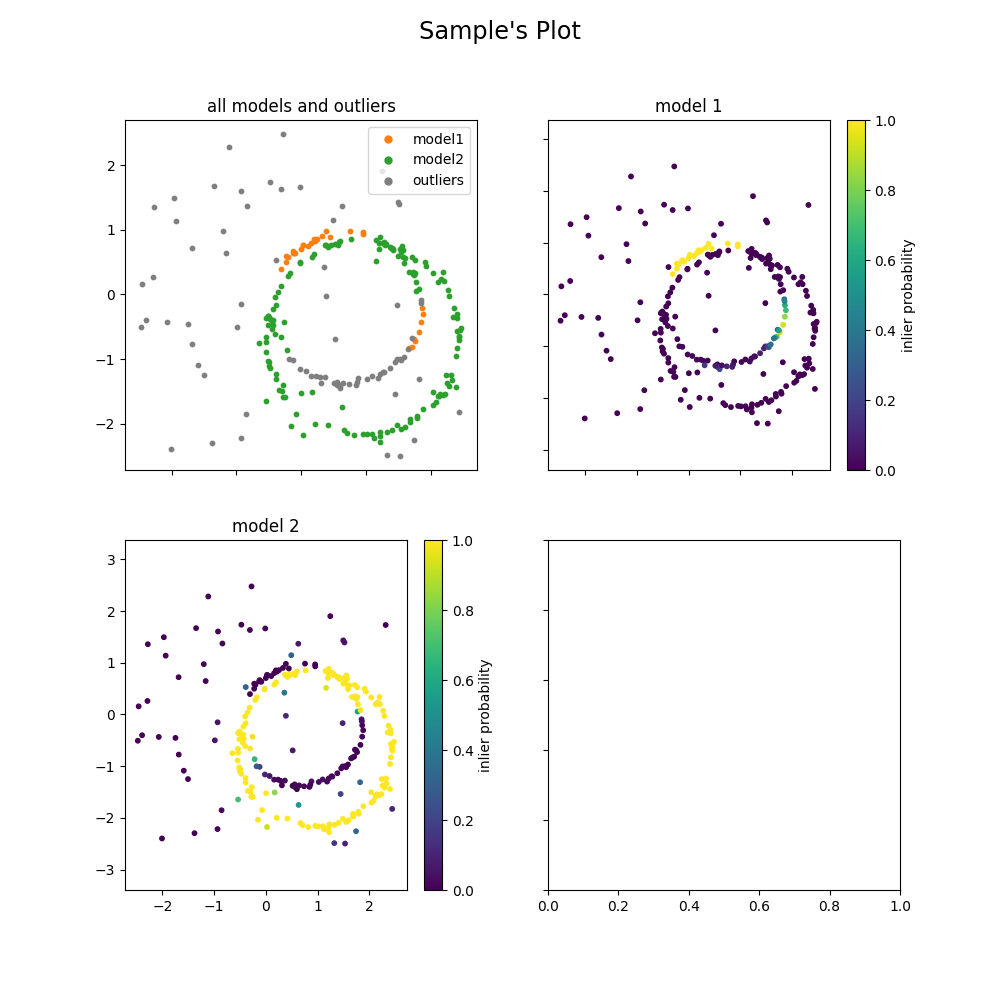 Sample's Plot
all models and outliers
model 1
model1
model2
outliers
2
1
0
−1
−2
1.0
0.8
0.6
0.4
0.2
0.0
inlier probability
model 2
3
2
1
0
−1
−2
−3
−2 −1 0 1 2
1.0
0.8
0.6
0.4
0.2
0.0
inlier probability
0.0 0.2 0.4 0.6 0.8 1.0